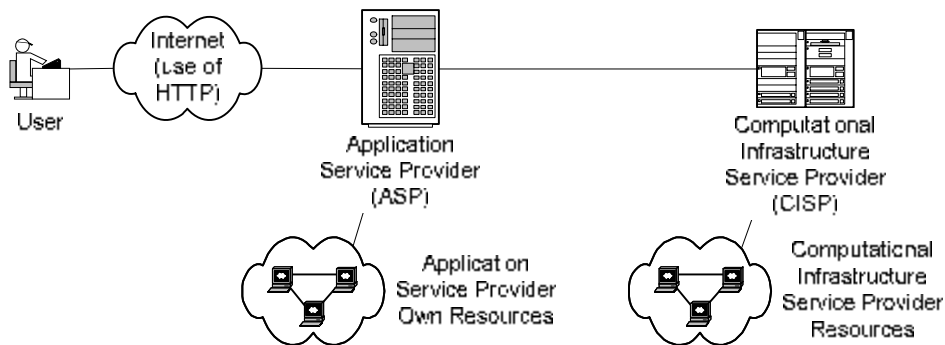 Internet
(use of
HTTP)
User
Application
Service Provider
(ASP)
Computational
Infrastructure
Service Provider
(CISP)
Application
Service Provider
Own Resources
Computational
Infrastructure
Service Provider
Resources